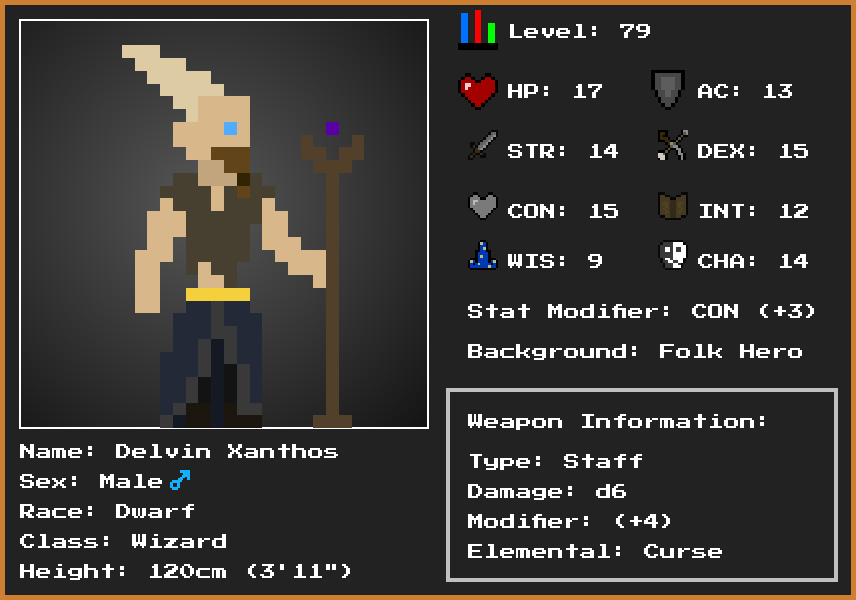 Level: 79
HP: 17 AC: 13
STR: 14 DEX: 15
CON: 15 INT: 12
WIS: 9 CHA: 14
Stat Modifier: CON (+3)
Background: Folk Hero
Weapon Information:
Type: Staff
Damage: d6
Modifier: (+4)
Elemental: Curse
Name: Delvin Xanthos
Sex: Male ♂
Race: Dwarf
Class: Wizard
Height: 120cm (3'11")